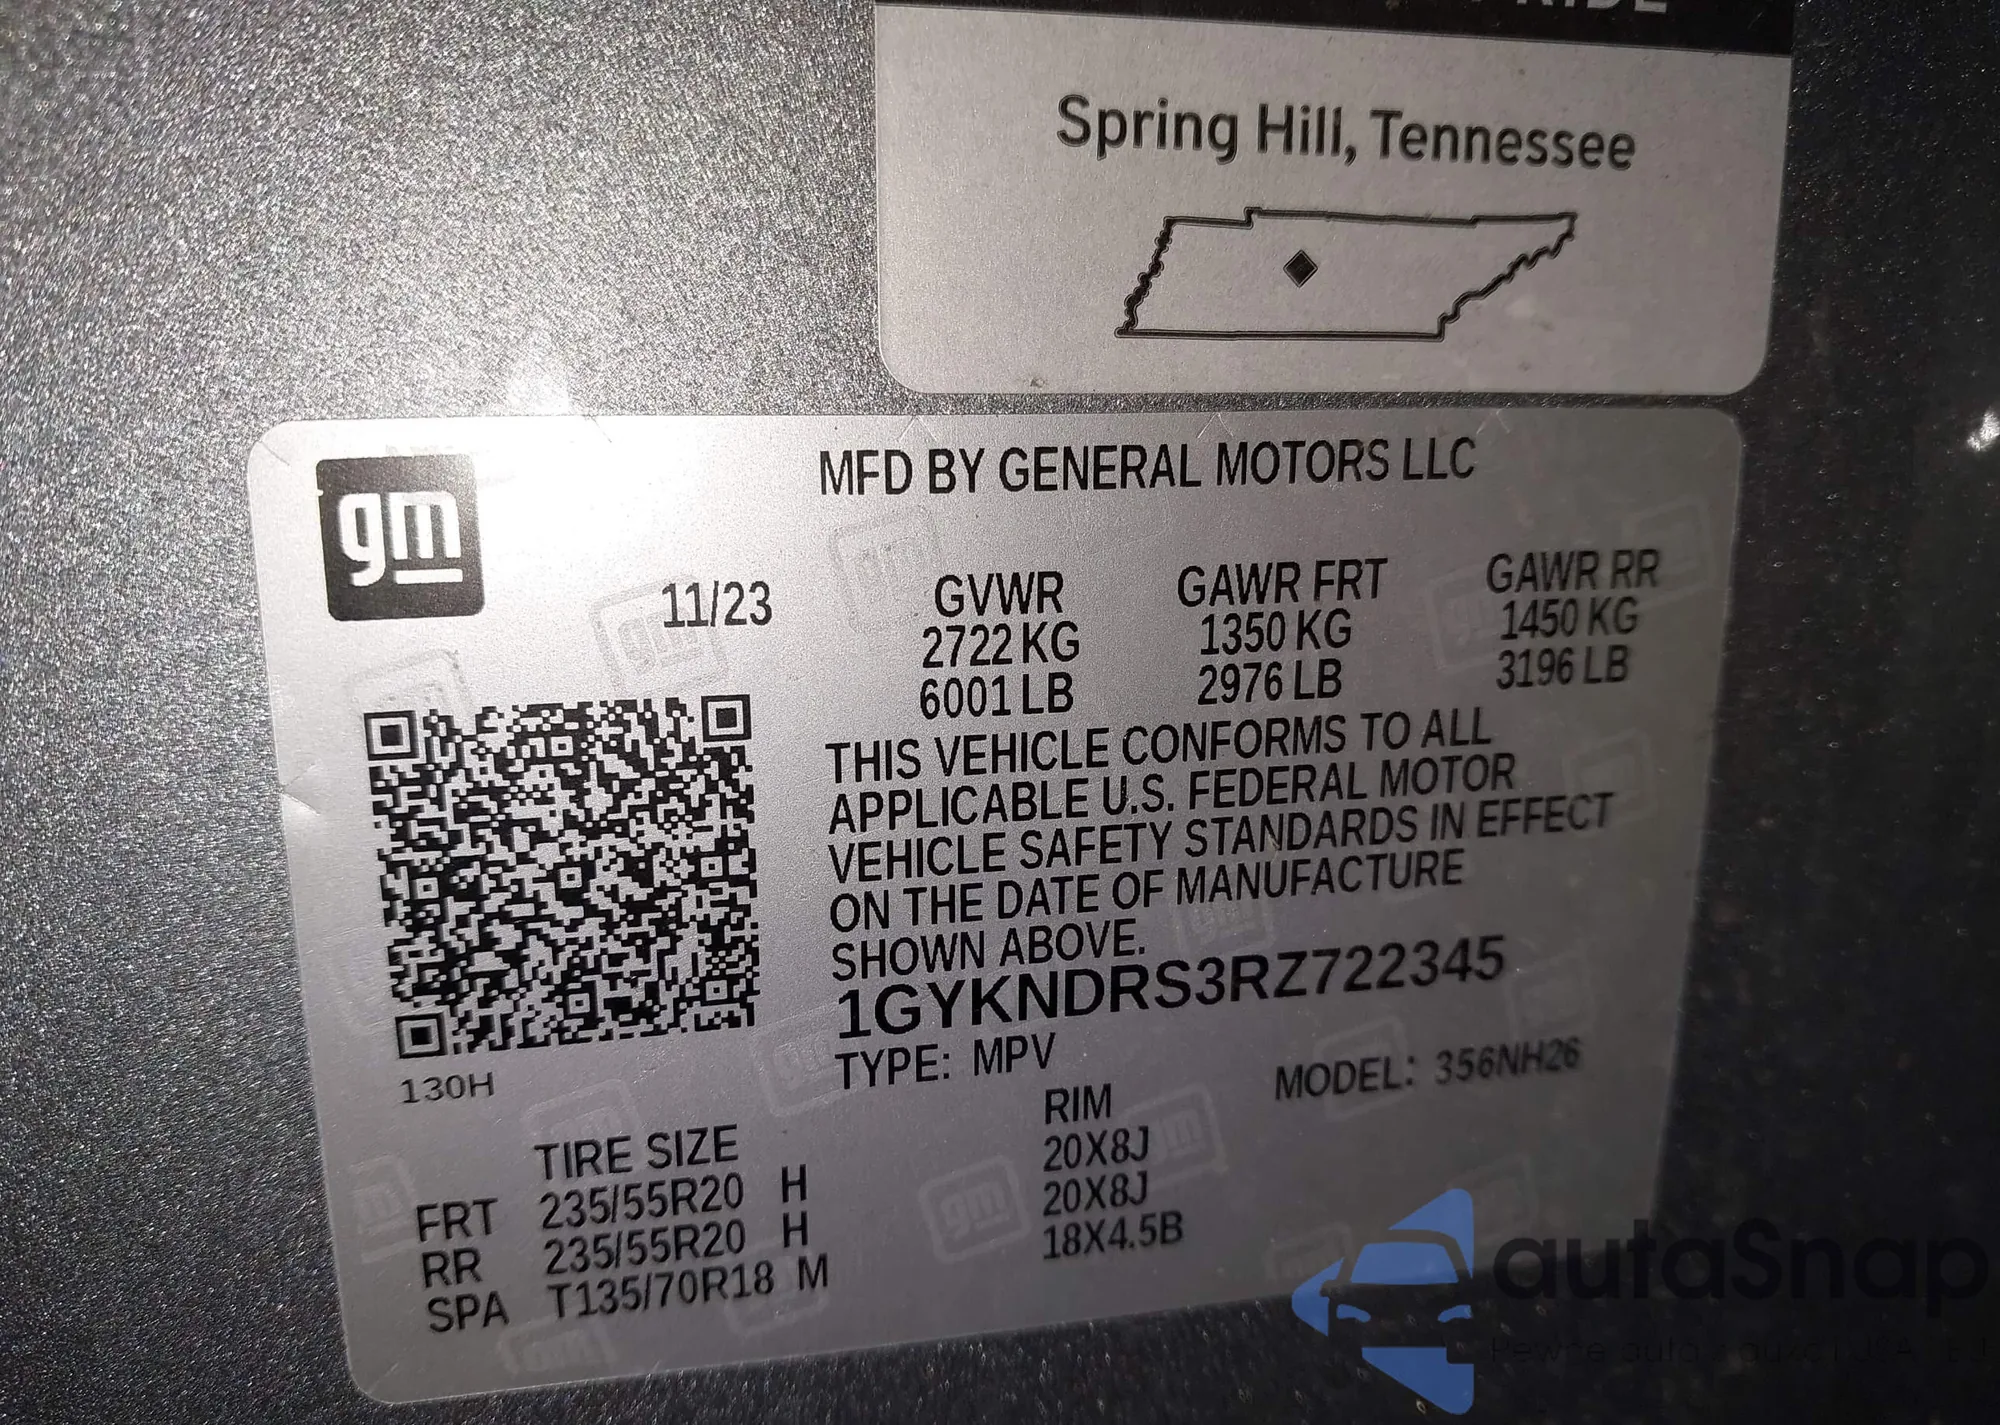 Spring Hill, Tennessee
gm
MFD BY GENERAL MOTORS LLC
11/23
GVWR GAWR FRT GAWR RR
2722 KG 1350 KG 1450 KG
6001 LB 2976 LB 3196 LB
THIS VEHICLE CONFORMS TO ALL
APPLICABLE U.S. FEDERAL MOTOR
VEHICLE SAFETY STANDARDS IN EFFECT
ON THE DATE OF MANUFACTURE
SHOWN ABOVE.
1GYKNDRS3RZ722345
TYPE: MPV MODEL: 356NH26
130H
TIRE SIZE RIM
FRT 235/55R20 H 20X8J
RR 235/55R20 H 20X8J
SPA T135/70R18 M 18X4.5B
autaSnap
auta